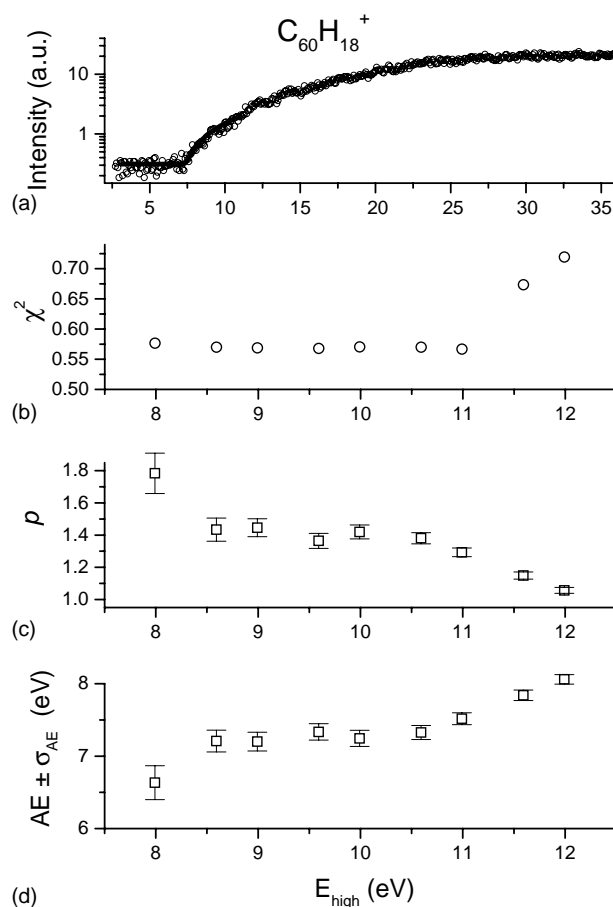 C₆₀H₁₈⁺
Intensity (a.u.)
10
1
5 10 15 20 25 30 35
(a)
χ²
0.70
0.65
0.60
0.55
0.50
8 9 10 11 12
(b)
p
1.8
1.6
1.4
1.2
1.0
8 9 10 11 12
(c)
AE ± σAE (eV)
8
7
6
8 9 10 11 12
(d)
E_high (eV)